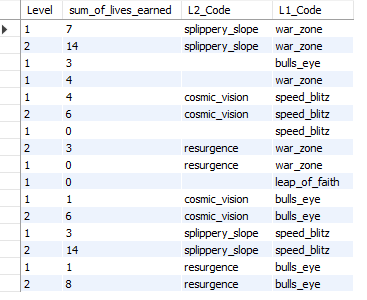 Level sum_of_lives_earned L2_Code L1_Code
1 7 splippery_slope war_zone
2 14 splippery_slope war_zone
1 3 bulls_eye
1 4 war_zone
1 4 cosmic_vision speed_blitz
2 6 cosmic_vision speed_blitz
1 0 speed_blitz
2 3 resurgence war_zone
1 0 resurgence war_zone
1 0 leap_of_faith
1 1 cosmic_vision bulls_eye
2 6 cosmic_vision bulls_eye
1 3 splippery_slope speed_blitz
2 14 splippery_slope speed_blitz
1 1 resurgence bulls_eye
2 8 resurgence bulls_eye